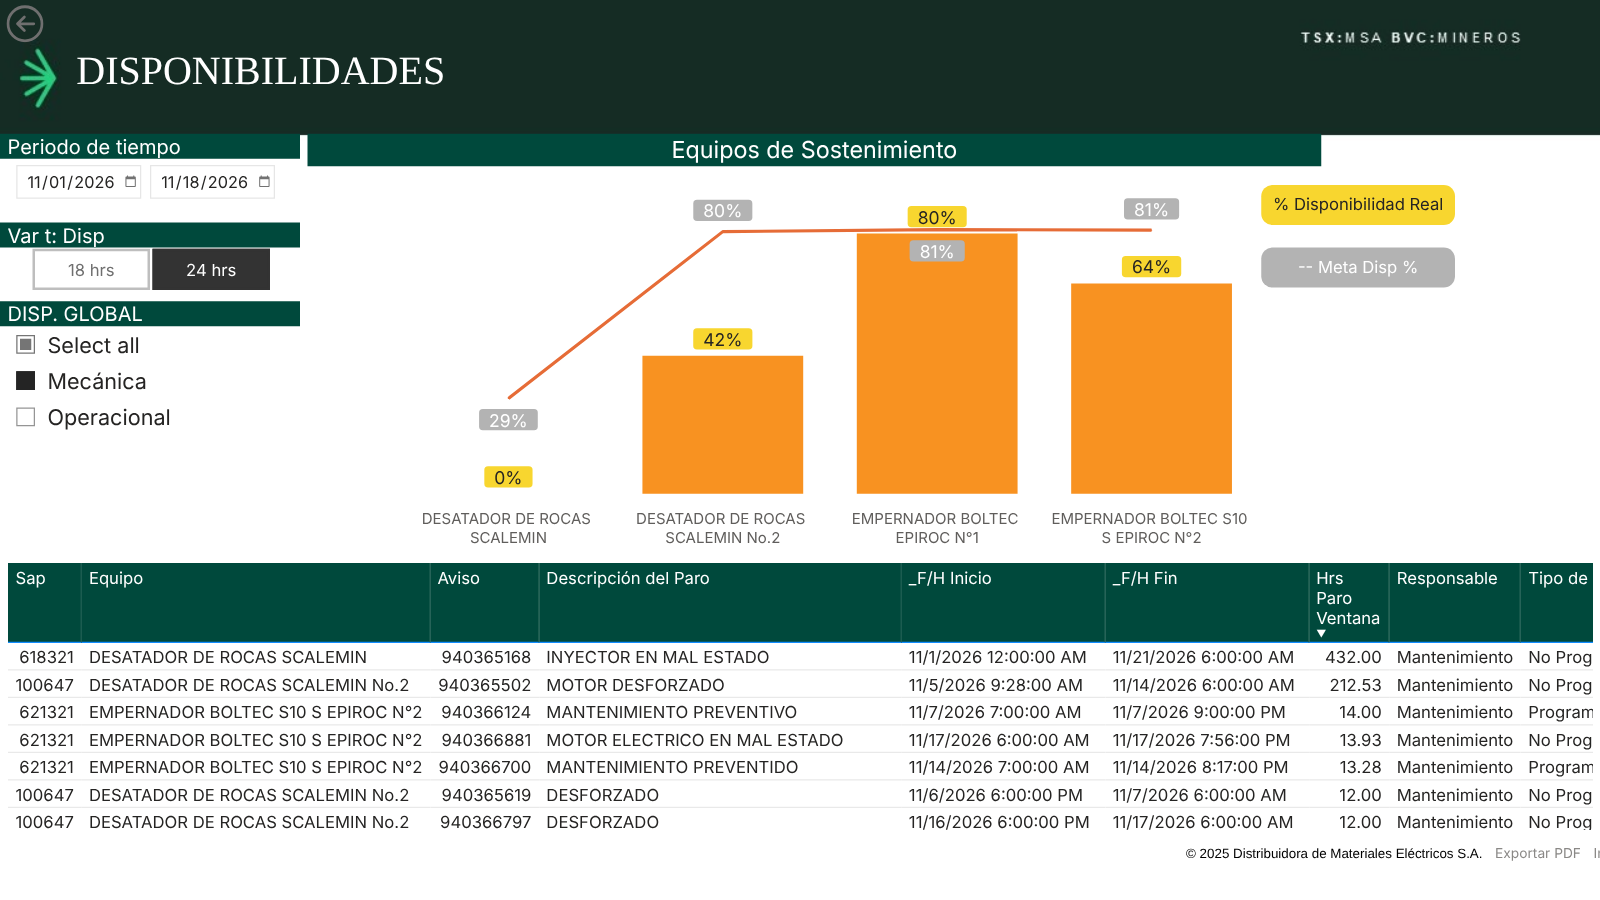 TSX:MSA BVC:MINEROS
DISPONIBILIDADES
Periodo de tiempo
11/01/2026 11/18/2026
Var t: Disp
18 hrs 24 hrs
DISP. GLOBAL
Select all
Mecánica
Operacional
Equipos de Sostenimiento
80% 80% 81%
81%
64%
42%
29%
0%
% Disponibilidad Real
-- Meta Disp %
DESATADOR DE ROCAS SCALEMIN
DESATADOR DE ROCAS SCALEMIN No.2
EMPERNADOR BOLTEC EPIROC N°1
EMPERNADOR BOLTEC S10 S EPIROC N°2
Sap Equipo Aviso Descripción del Paro _F/H Inicio _F/H Fin Hrs Paro Ventana Responsable Tipo de
618321 DESATADOR DE ROCAS SCALEMIN 940365168 INYECTOR EN MAL ESTADO 11/1/2026 12:00:00 AM 11/21/2026 6:00:00 AM 432.00 Mantenimiento No Prog
100647 DESATADOR DE ROCAS SCALEMIN No.2 940365502 MOTOR DESFORZADO 11/5/2026 9:28:00 AM 11/14/2026 6:00:00 AM 212.53 Mantenimiento No Prog
621321 EMPERNADOR BOLTEC S10 S EPIROC N°2 940366124 MANTENIMIENTO PREVENTIVO 11/7/2026 7:00:00 AM 11/7/2026 9:00:00 PM 14.00 Mantenimiento Program
621321 EMPERNADOR BOLTEC S10 S EPIROC N°2 940366881 MOTOR ELECTRICO EN MAL ESTADO 11/17/2026 6:00:00 AM 11/17/2026 7:56:00 PM 13.93 Mantenimiento No Prog
621321 EMPERNADOR BOLTEC S10 S EPIROC N°2 940366700 MANTENIMIENTO PREVENTIDO 11/14/2026 7:00:00 AM 11/14/2026 8:17:00 PM 13.28 Mantenimiento Program
100647 DESATADOR DE ROCAS SCALEMIN No.2 940365619 DESFORZADO 11/6/2026 6:00:00 PM 11/7/2026 6:00:00 AM 12.00 Mantenimiento No Prog
100647 DESATADOR DE ROCAS SCALEMIN No.2 940366797 DESFORZADO 11/16/2026 6:00:00 PM 11/17/2026 6:00:00 AM 12.00 Mantenimiento No Prog
© 2025 Distribuidora de Materiales Eléctricos S.A. Exportar PDF